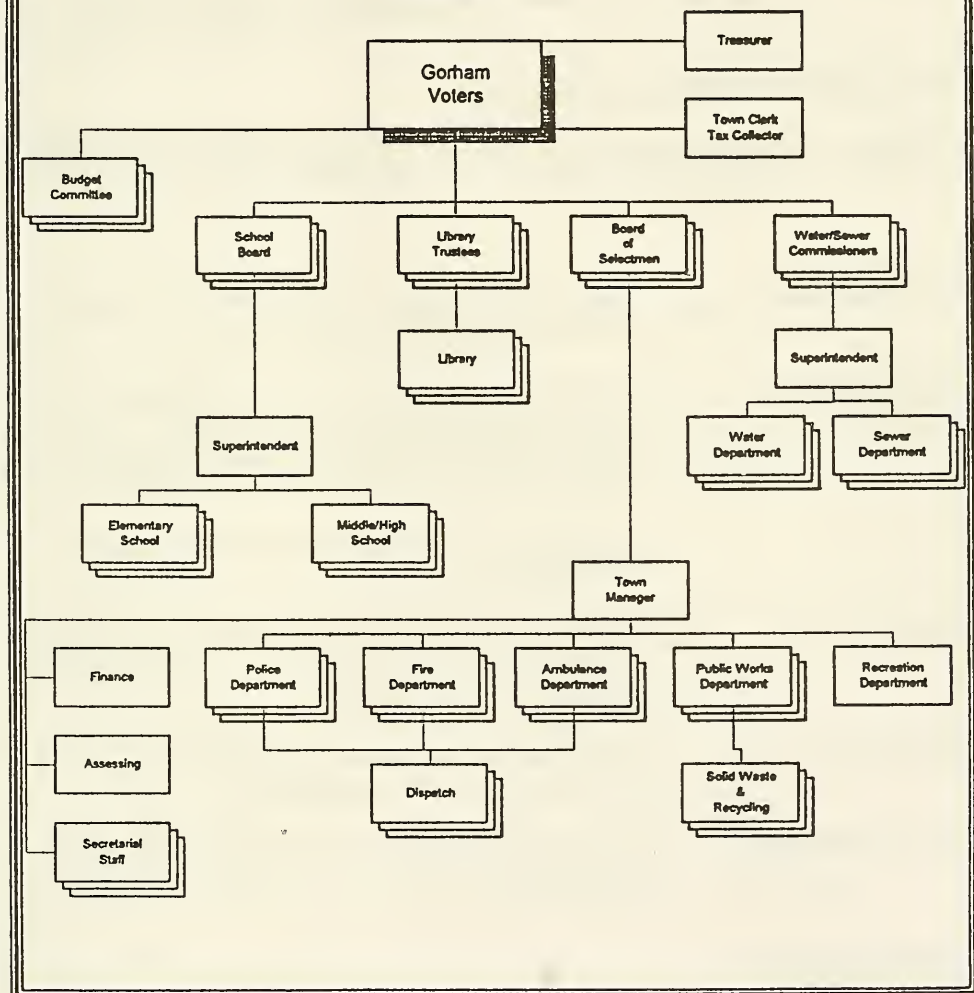 Treasurer
Gorham
Voters
Town Clerk
Tax Collector
Budget
Committee
School
Board
Library
Trustees
Board
of
Selectmen
Water/Sewer
Commissioners
Library
Superintendent
Superintendent
Water
Department
Sewer
Department
Elementary
School
Middle/High
School
Town
Manager
Finance
Police
Department
Fire
Department
Ambulance
Department
Public Works
Department
Recreation
Department
Assessing
Dispatch
Solid Waste
&
Recycling
Secretarial
Staff